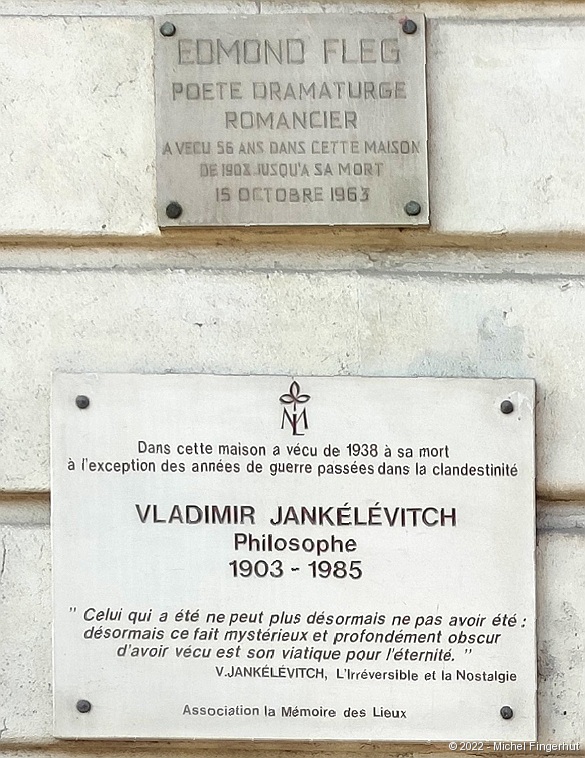 EDMOND FLEG
POETE DRAMATURGE
ROMANCIER
A VECU 56 ANS DANS CETTE MAISON
DE 1908 JUSQU'A SA MORT
15 OCTOBRE 1963
Dans cette maison a vécu de 1938 à sa mort
à l'exception des années de guerre passées dans la clandestinité
VLADIMIR JANKÉLÉVITCH
Philosophe
1903 - 1985
" Celui qui a été ne peut plus désormais ne pas avoir été :
désormais ce fait mystérieux et profondément obscur
d'avoir vécu est son viatique pour l'éternité. "
V.JANKÉLÉVITCH, L'Irréversible et la Nostalgie
Association la Mémoire des Lieux
© 2022 - Michel Fingerhut